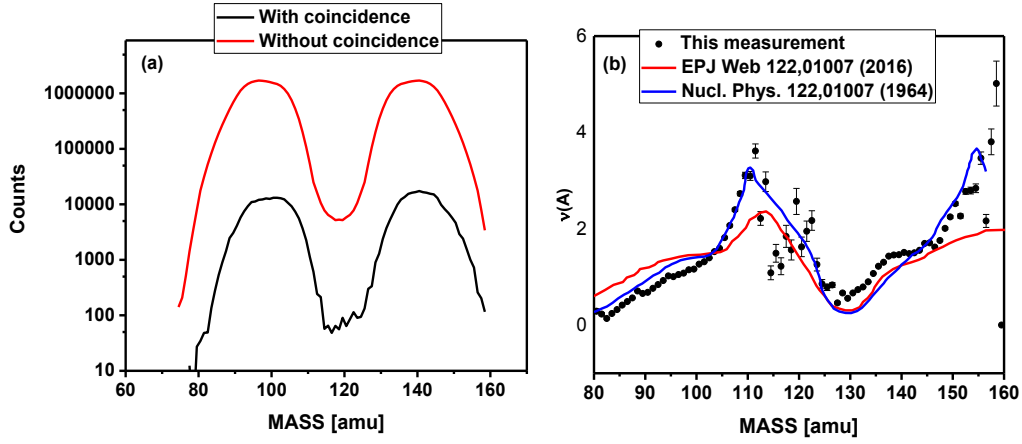 With coincidence
Without coincidence
(a)
1000000
100000
10000
1000
100
10
Counts
60 80 100 120 140 160
MASS [amu]
This measurement
EPJ Web 122,01007 (2016)
Nucl. Phys. 122,01007 (1964)
(b)
6
4
2
0
ν(A)
80 90 100 110 120 130 140 150 160
MASS [amu]